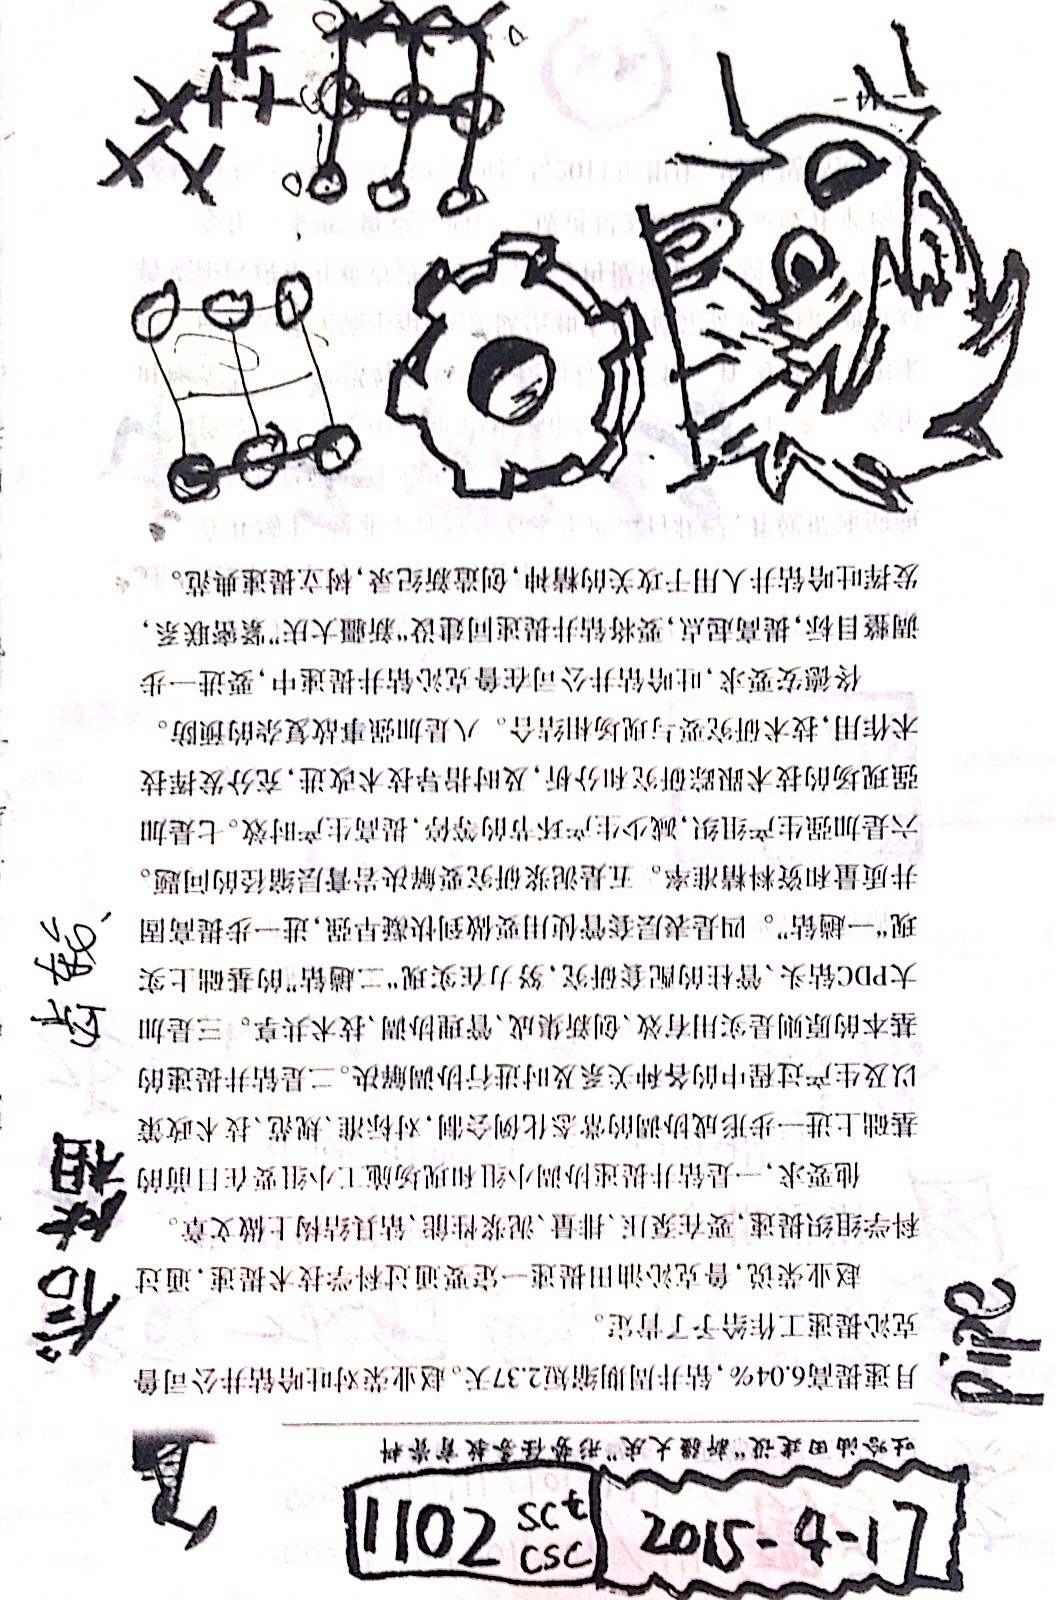 吐哈油田建设“新疆大庆”形势任务教育资料
月速提高6.04%，钻井周期缩短2.37天。赵业荣对吐哈钻井公司鲁
克沁提速工作给予了肯定。
赵业荣说，鲁克沁油田提速一定要通过科学技术提速，通过
科学组织提速，要在泵压、排量、泥浆性能、钻具结构上做文章。
他要求，一是钻井提速协调小组和现场施工小组要在目前的
基础上进一步形成协调的常态化例会制，对标准、规范、技术政策
以及生产过程中的各种关系及时进行协调解决。二是钻井提速的
基本的原则是实用有效、创新集成、管理协调、技术共享。三是加
大PDC钻头、管柱的配套研究，努力在实现“二趟钻”的基础上实
现“一趟钻”。四是表层套管使用要做到快凝早强，进一步提高固
井质量和资料精准率。五是泥浆研究要解决岩膏层缩径的问题。
六是加强生产组织，减少生产环节的等停，提高生产时效。七是加
强现场的技术跟踪研究和分析，及时指导技术改进，充分发挥技
术作用，技术研究要与现场相结合。八是加强事故复杂的预防。
佟德安要求，吐哈钻井公司在鲁克沁钻井提速中，要进一步
调整目标，提高起点，要将钻井提速同建设“新疆大庆”紧密联系，
发挥吐哈钻井人用于攻关的精神，创造新纪录，树立提速典范。
1102 sct
csc
2015-4-17
pipe
信箱